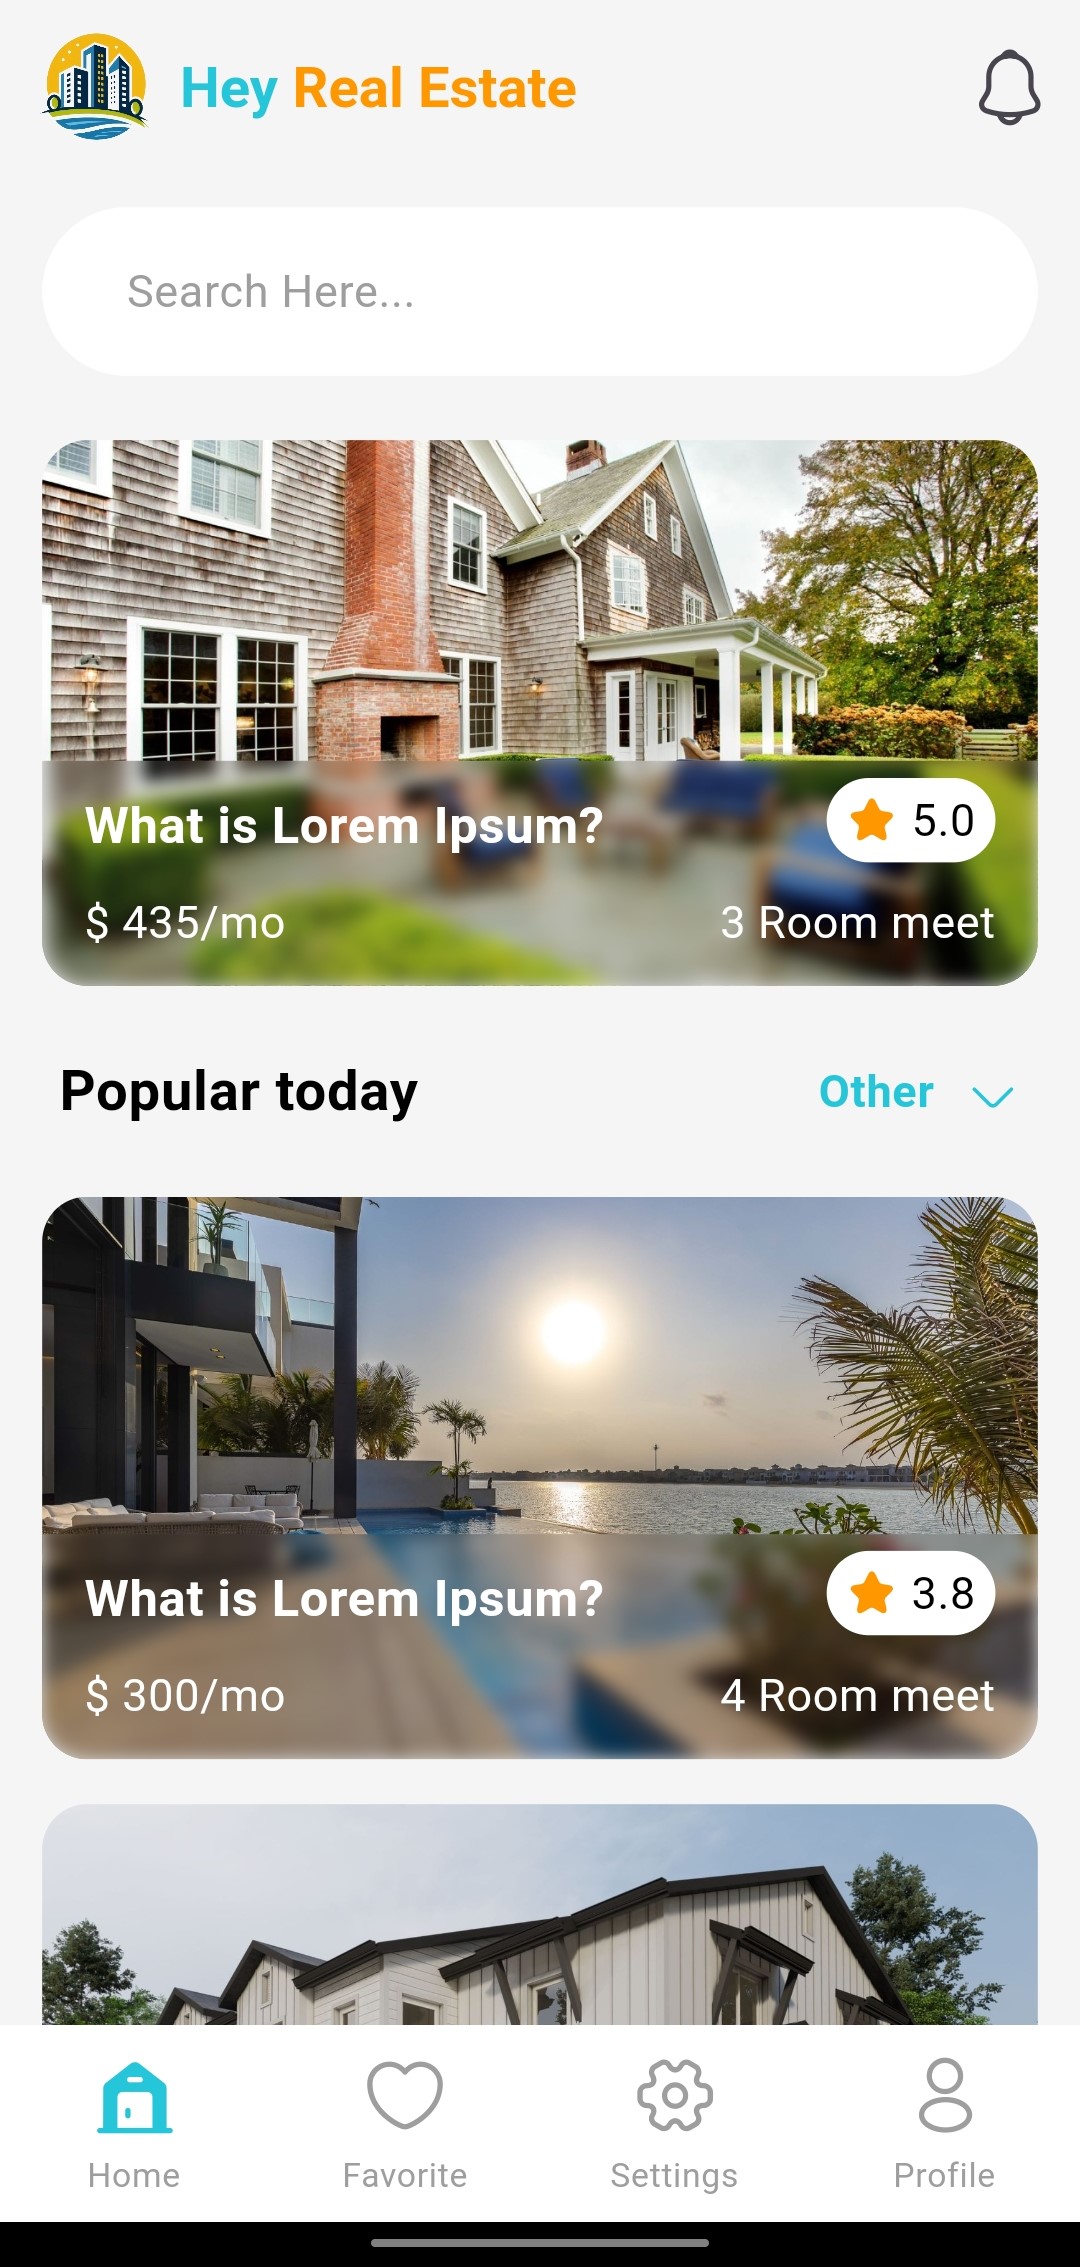 Hey Real Estate
Search Here...
What is Lorem Ipsum?
5.0
$ 435/mo
3 Room meet
Popular today
Other
What is Lorem Ipsum?
3.8
$ 300/mo
4 Room meet
Home
Favorite
Settings
Profile